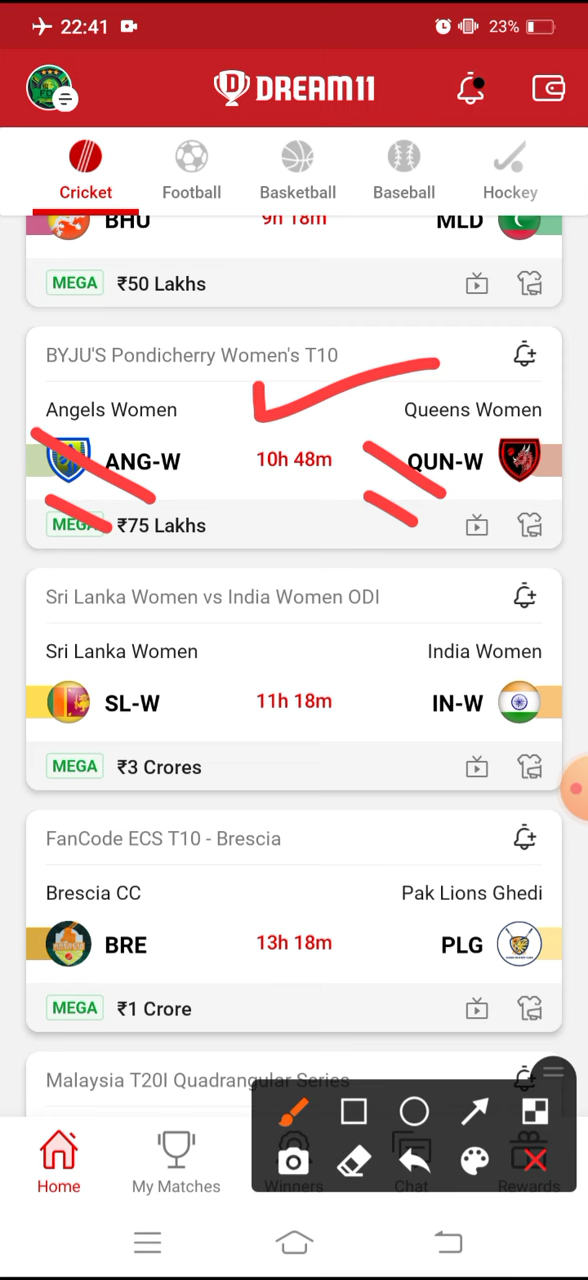 22:41
23%
DREAM11
Cricket Football Basketball Baseball Hockey
BHU 9h 18m MLD
MEGA ₹50 Lakhs
BYJU'S Pondicherry Women's T10
Angels Women Queens Women
ANG-W 10h 48m QUN-W
MEGA ₹75 Lakhs
Sri Lanka Women vs India Women ODI
Sri Lanka Women India Women
SL-W 11h 18m IN-W
MEGA ₹3 Crores
FanCode ECS T10 - Brescia
Brescia CC Pak Lions Ghedi
BRE 13h 18m PLG
MEGA ₹1 Crore
Malaysia T20I Quadrangular Series
Home My Matches Winners Chat Rewards